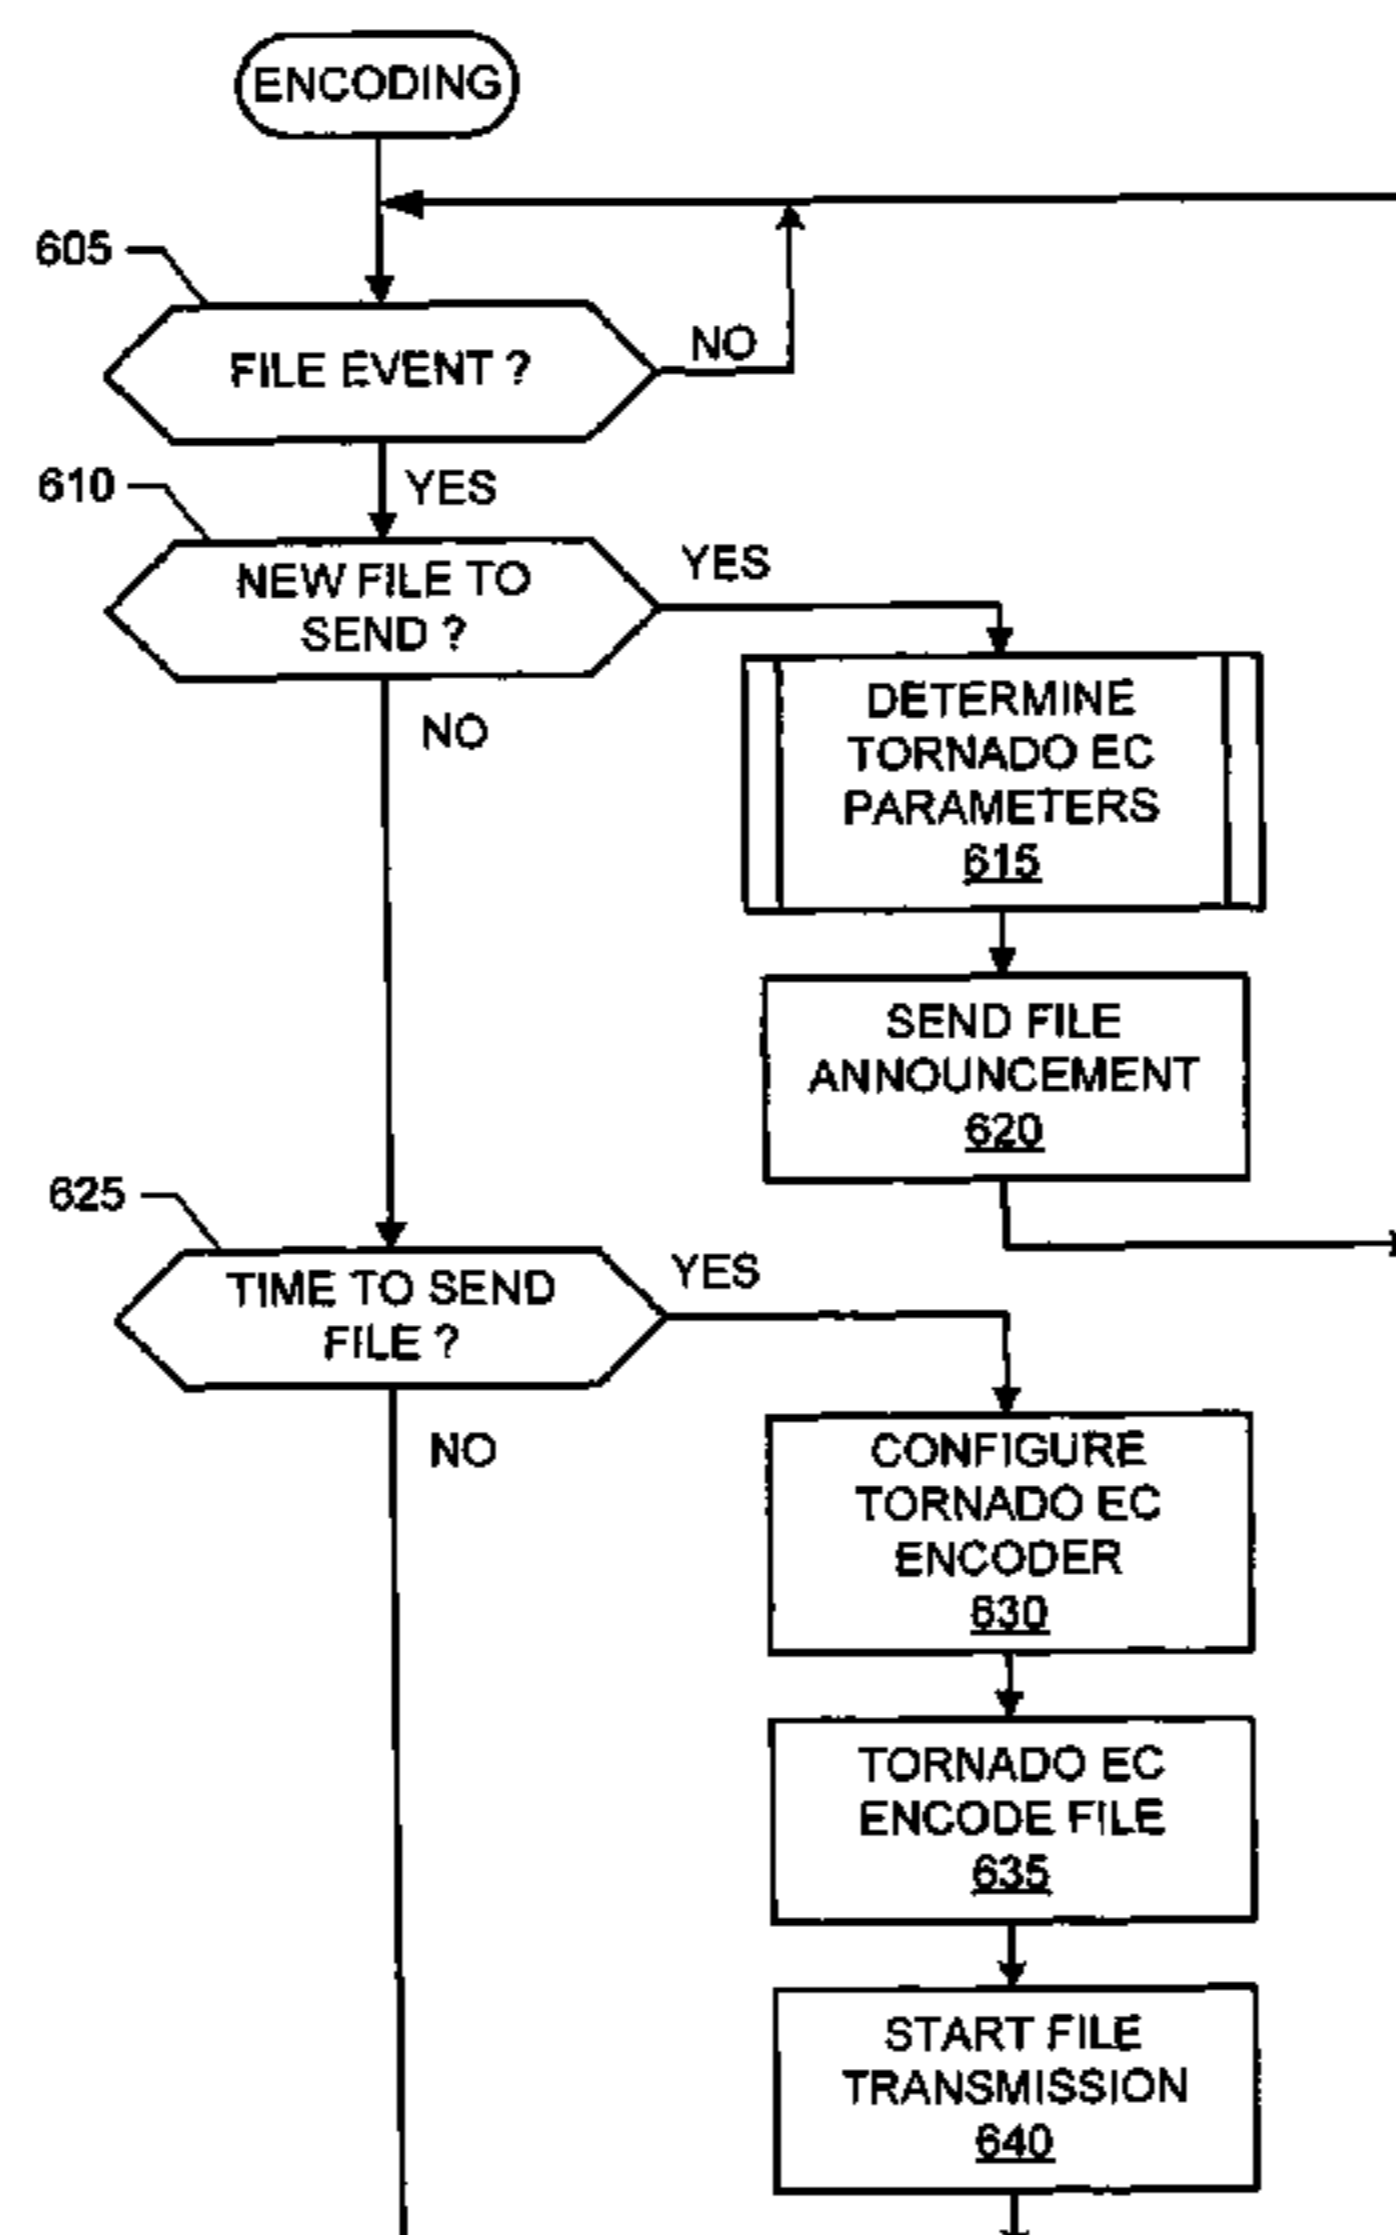 ENCODING
605
FILE EVENT ?
NO
YES
610
NEW FILE TO
SEND ?
YES
NO
DETERMINE
TORNADO EC
PARAMETERS
615
SEND FILE
ANNOUNCEMENT
620
625
TIME TO SEND
FILE ?
YES
NO
CONFIGURE
TORNADO EC
ENCODER
630
TORNADO EC
ENCODE FILE
635
START FILE
TRANSMISSION
640